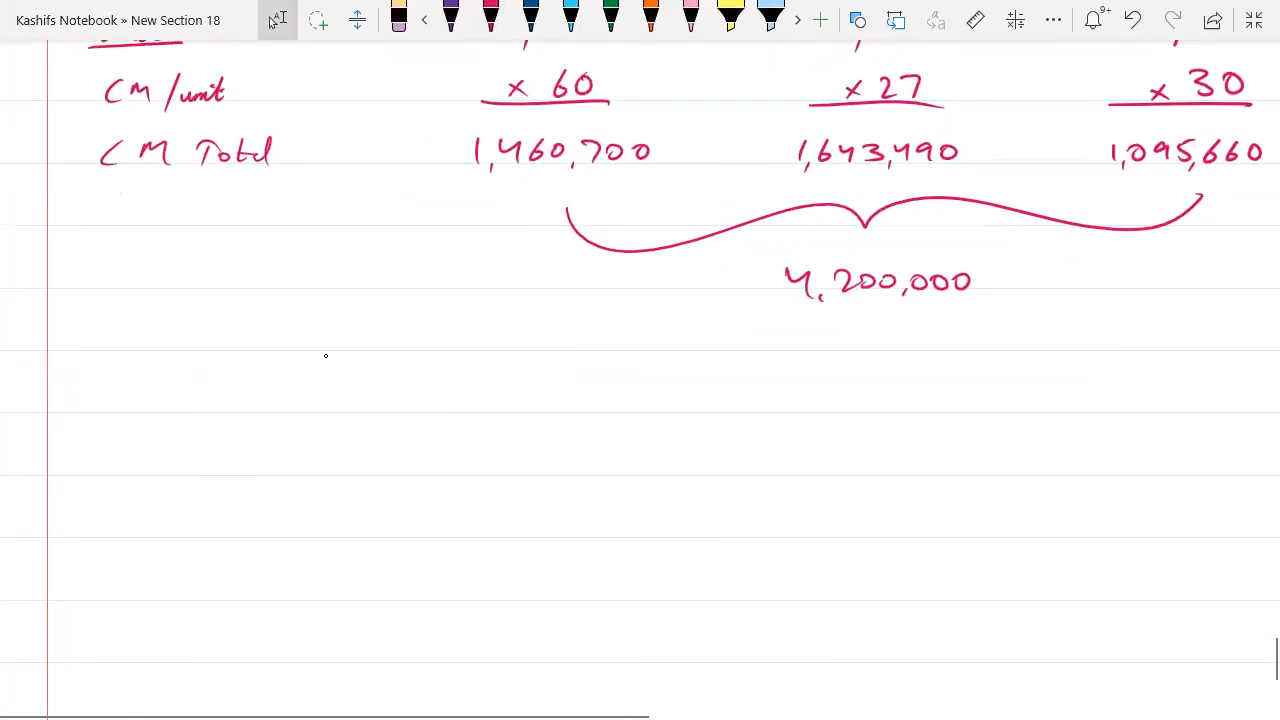 Kashifs Notebook » New Section 18
9+
CM/unit x 60 x 27 x 30
CM Total 1,460,700 1,643,490 1,095,660
4,200,000